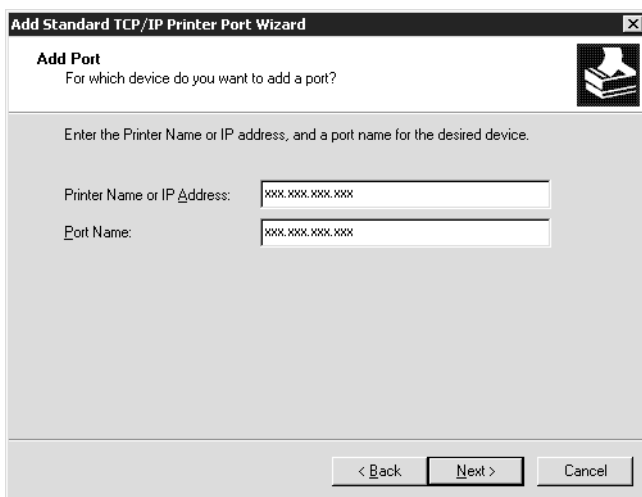 Add Standard TCP/IP Printer Port Wizard
Add Port
For which device do you want to add a port?
Enter the Printer Name or IP address, and a port name for the desired device.
Printer Name or IP Address: xxx.xxx.xxx.xxx
Port Name: xxx.xxx.xxx.xxx
< Back Next > Cancel